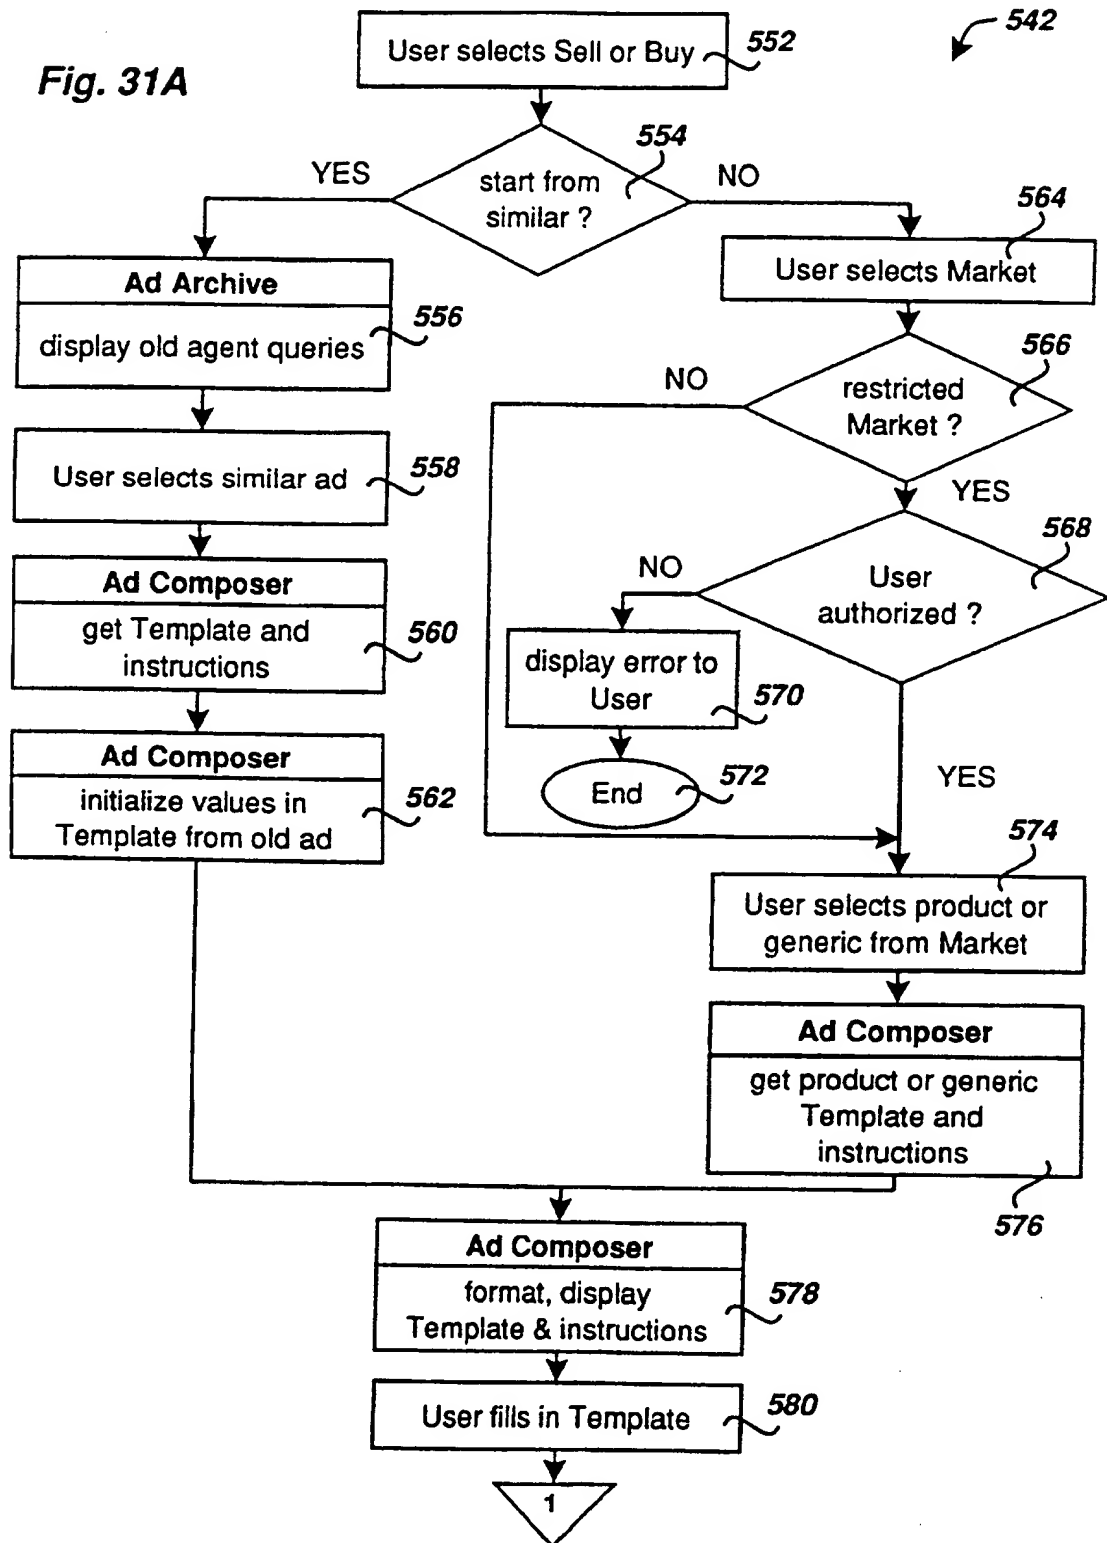 Fig. 31A
542
User selects Sell or Buy
552
554
start from
similar ?
YES
NO
Ad Archive
display old agent queries
556
User selects similar ad
558
Ad Composer
get Template and
instructions
560
Ad Composer
initialize values in
Template from old ad
562
564
User selects Market
566
restricted
Market ?
NO
YES
568
User
authorized ?
NO
display error to
User
570
End
572
YES
574
User selects product or
generic from Market
Ad Composer
get product or generic
Template and
instructions
576
Ad Composer
format, display
Template & instructions
578
User fills in Template
580
1